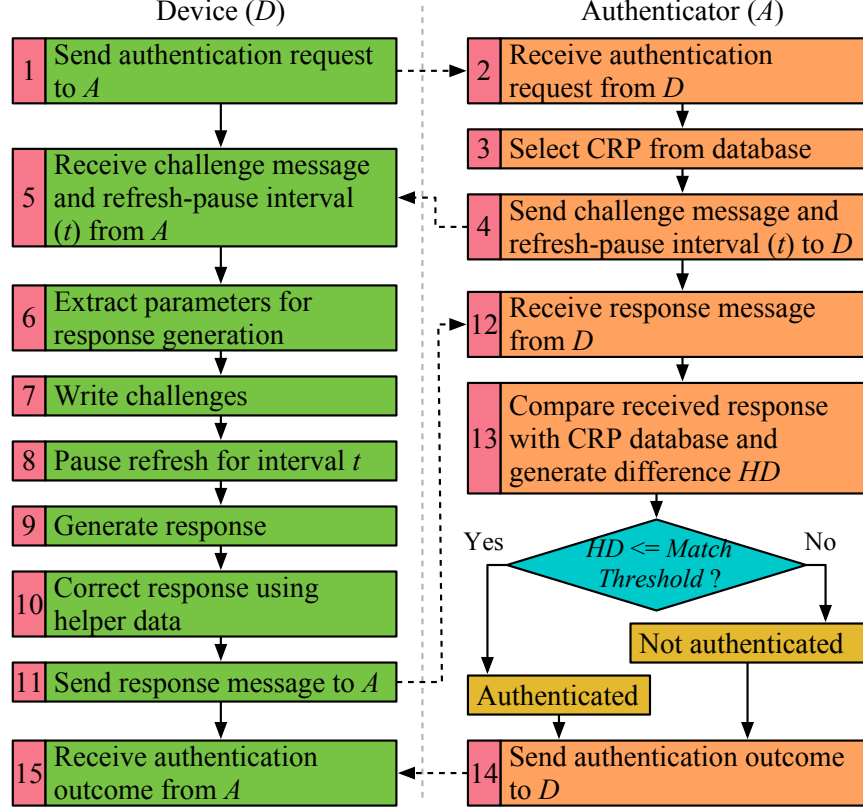 Device (D)
1
Send authentication request
to A
5
Receive challenge message
and refresh-pause interval
(t) from A
6
Extract parameters for
response generation
7
Write challenges
8
Pause refresh for interval t
9
Generate response
10
Correct response using
helper data
11
Send response message to A
15
Receive authentication
outcome from A
Authenticator (A)
2
Receive authentication
request from D
3
Select CRP from database
4
Send challenge message and
refresh-pause interval (t) to D
12
Receive response message
from D
13
Compare received response
with CRP database and
generate difference HD
Yes
HD <= Match
Threshold ?
No
Not authenticated
Authenticated
14
Send authentication outcome
to D